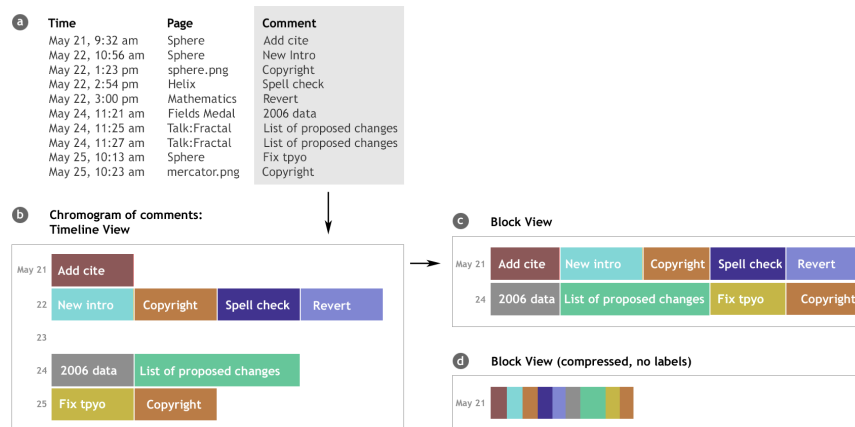 a
Time Page Comment
May 21, 9:32 am Sphere Add cite
May 22, 10:56 am Sphere New Intro
May 22, 1:23 pm sphere.png Copyright
May 22, 2:54 pm Helix Spell check
May 22, 3:00 pm Mathematics Revert
May 24, 11:21 am Fields Medal 2006 data
May 24, 11:25 am Talk:Fractal List of proposed changes
May 24, 11:27 am Talk:Fractal List of proposed changes
May 25, 10:13 am Sphere Fix tpyo
May 25, 10:23 am mercator.png Copyright
b Chromogram of comments:
Timeline View
May 21 Add cite
22 New intro Copyright Spell check Revert
23
24 2006 data List of proposed changes
25 Fix tpyo Copyright
c Block View
May 21 Add cite New intro Copyright Spell check Revert
24 2006 data List of proposed changes Fix tpyo Copyright
d Block View (compressed, no labels)
May 21